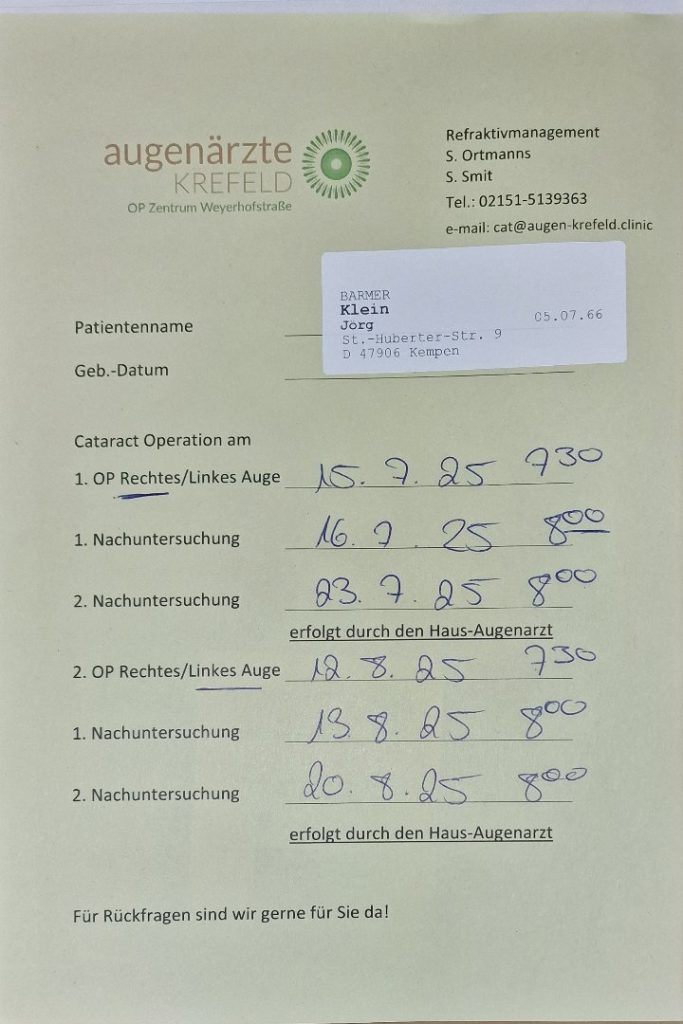 augenärzte
KREFELD
OP Zentrum Weyerhofstraße
Refraktivmanagement
S. Ortmanns
S. Smit
Tel.: 02151-5139363
e-mail: cat@augen-krefeld.clinic
BARMER
Klein
Jörg 05.07.66
St.-Huberter-Str. 9
D 47906 Kempen
Patientenname
Geb.-Datum
Cataract Operation am
1. OP Rechtes/Linkes Auge 15. 7. 25 7³⁰
1. Nachuntersuchung 16. 7. 25 8⁰⁰
2. Nachuntersuchung 23. 7. 25 8⁰⁰
erfolgt durch den Haus-Augenarzt
2. OP Rechtes/Linkes Auge 12. 8. 25 7³⁰
1. Nachuntersuchung 13. 8. 25 8⁰⁰
2. Nachuntersuchung 20. 8. 25 8⁰⁰
erfolgt durch den Haus-Augenarzt
Für Rückfragen sind wir gerne für Sie da!